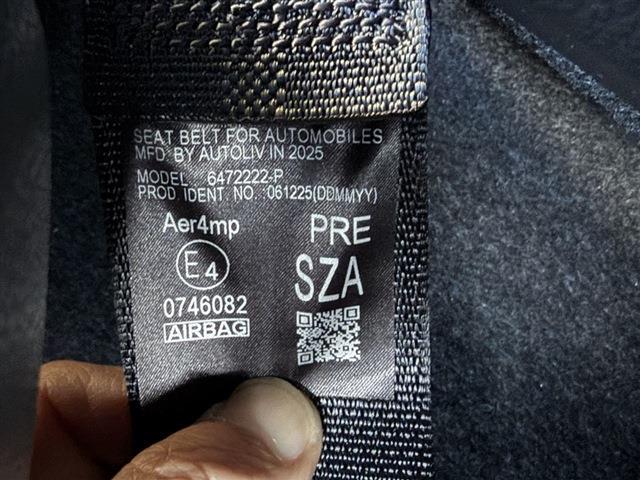 SEAT BELT FOR AUTOMOBILES
MFD BY AUTOLIV IN 2025
MODEL 6472222-P
PROD IDENT. NO. :061225(DDMMYY)
Aer4mp
PRE
E4
SZA
0746082
AIRBAG